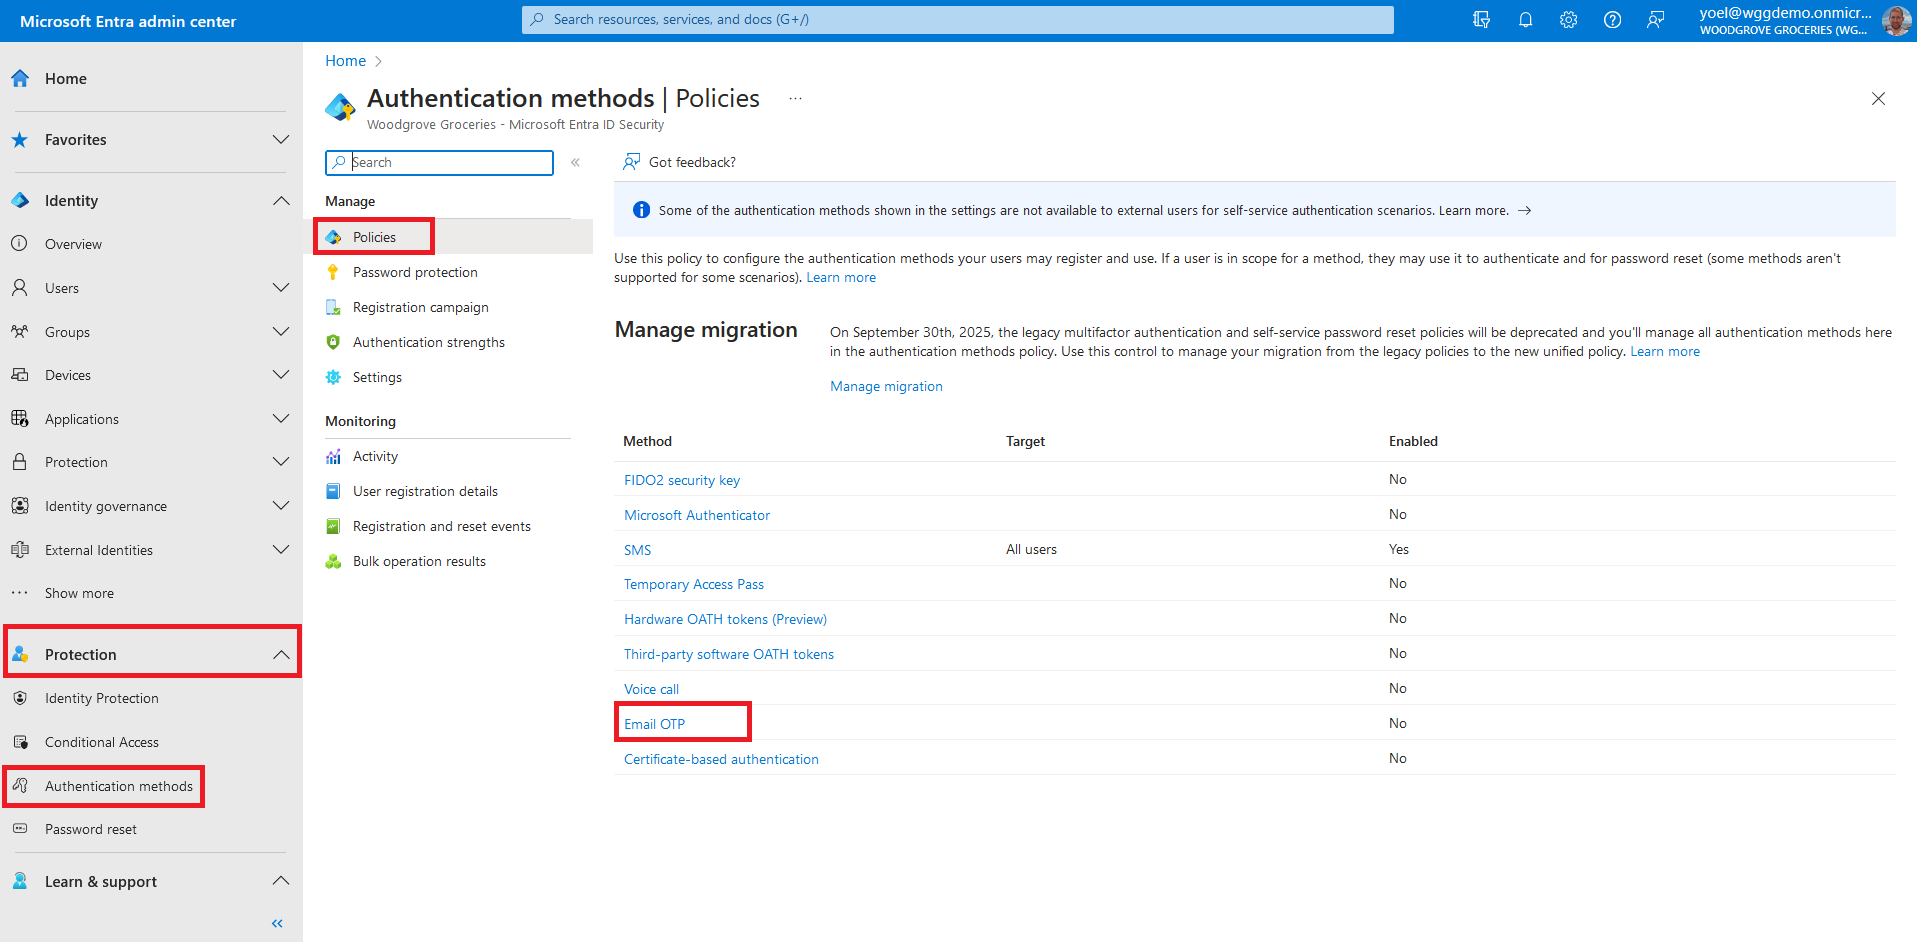 Microsoft Entra admin center
Search resources, services, and docs (G+/)
yoel@wggdemo.onmicr...
WOODGROVE GROCERIES (WG...
Home
Favorites
Identity
Overview
Users
Groups
Devices
Applications
Protection
Identity governance
External Identities
Show more
Protection
Identity Protection
Conditional Access
Authentication methods
Password reset
Learn & support
Home
Authentication methods | Policies
Woodgrove Groceries - Microsoft Entra ID Security
Search
Manage
Policies
Password protection
Registration campaign
Authentication strengths
Settings
Monitoring
Activity
User registration details
Registration and reset events
Bulk operation results
Got feedback?
Some of the authentication methods shown in the settings are not available to external users for self-service authentication scenarios. Learn more.
Use this policy to configure the authentication methods your users may register and use. If a user is in scope for a method, they may use it to authenticate and for password reset (some methods aren't
supported for some scenarios). Learn more
Manage migration
On September 30th, 2025, the legacy multifactor authentication and self-service password reset policies will be deprecated and you'll manage all authentication methods here
in the authentication methods policy. Use this control to manage your migration from the legacy policies to the new unified policy. Learn more
Manage migration
Method Target Enabled
FIDO2 security key No
Microsoft Authenticator No
SMS All users Yes
Temporary Access Pass No
Hardware OATH tokens (Preview) No
Third-party software OATH tokens No
Voice call No
Email OTP No
Certificate-based authentication No